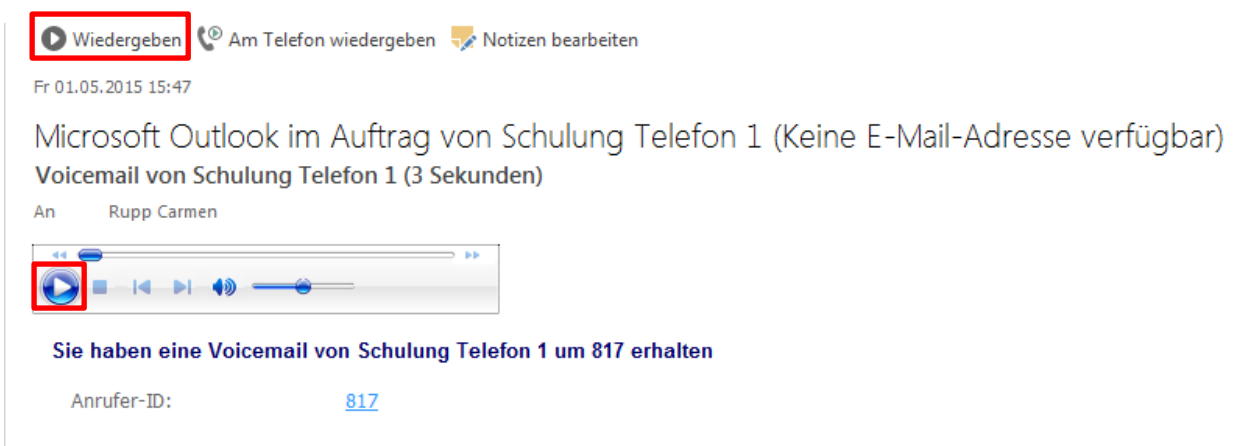 Wiedergeben Am Telefon wiedergeben Notizen bearbeiten
Fr 01.05.2015 15:47
Microsoft Outlook im Auftrag von Schulung Telefon 1 (Keine E-Mail-Adresse verfügbar)
Voicemail von Schulung Telefon 1 (3 Sekunden)
An Rupp Carmen
Sie haben eine Voicemail von Schulung Telefon 1 um 817 erhalten
Anrufer-ID: 817